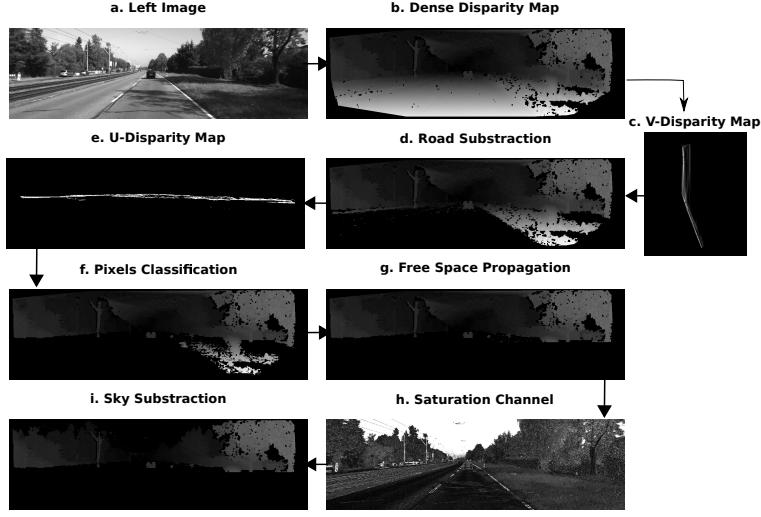 a. Left Image
b. Dense Disparity Map
c. V-Disparity Map
e. U-Disparity Map
d. Road Substraction
f. Pixels Classification
g. Free Space Propagation
i. Sky Substraction
h. Saturation Channel